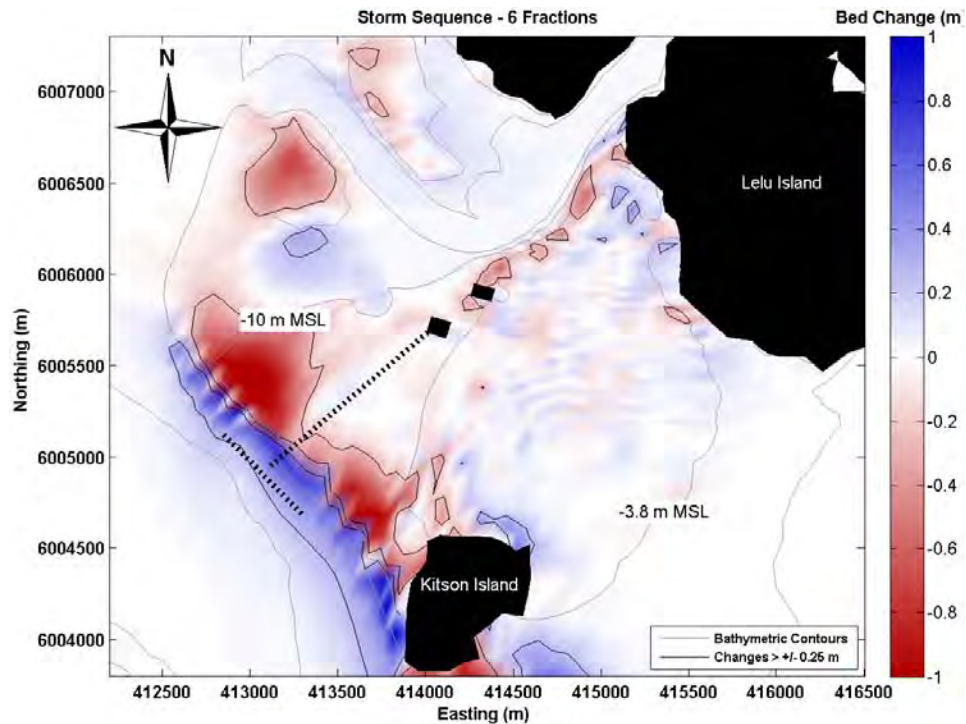 Storm Sequence - 6 Fractions
Bed Change (m)
N
7000
6007000
6006500
6006000
6005500
6005000
6004500
6004000
Northing (m)
Lelu Island
-10 m MSL
-3.8 m MSL
Kitson Island
Bathymetric Contours
Changes > +/- 0.25 m
412500 413000 413500 414000 414500 415000 415500 416000 416500
Easting (m)
1
0.8
0.6
0.4
0.2
0
-0.2
-0.4
-0.6
-0.8
-1